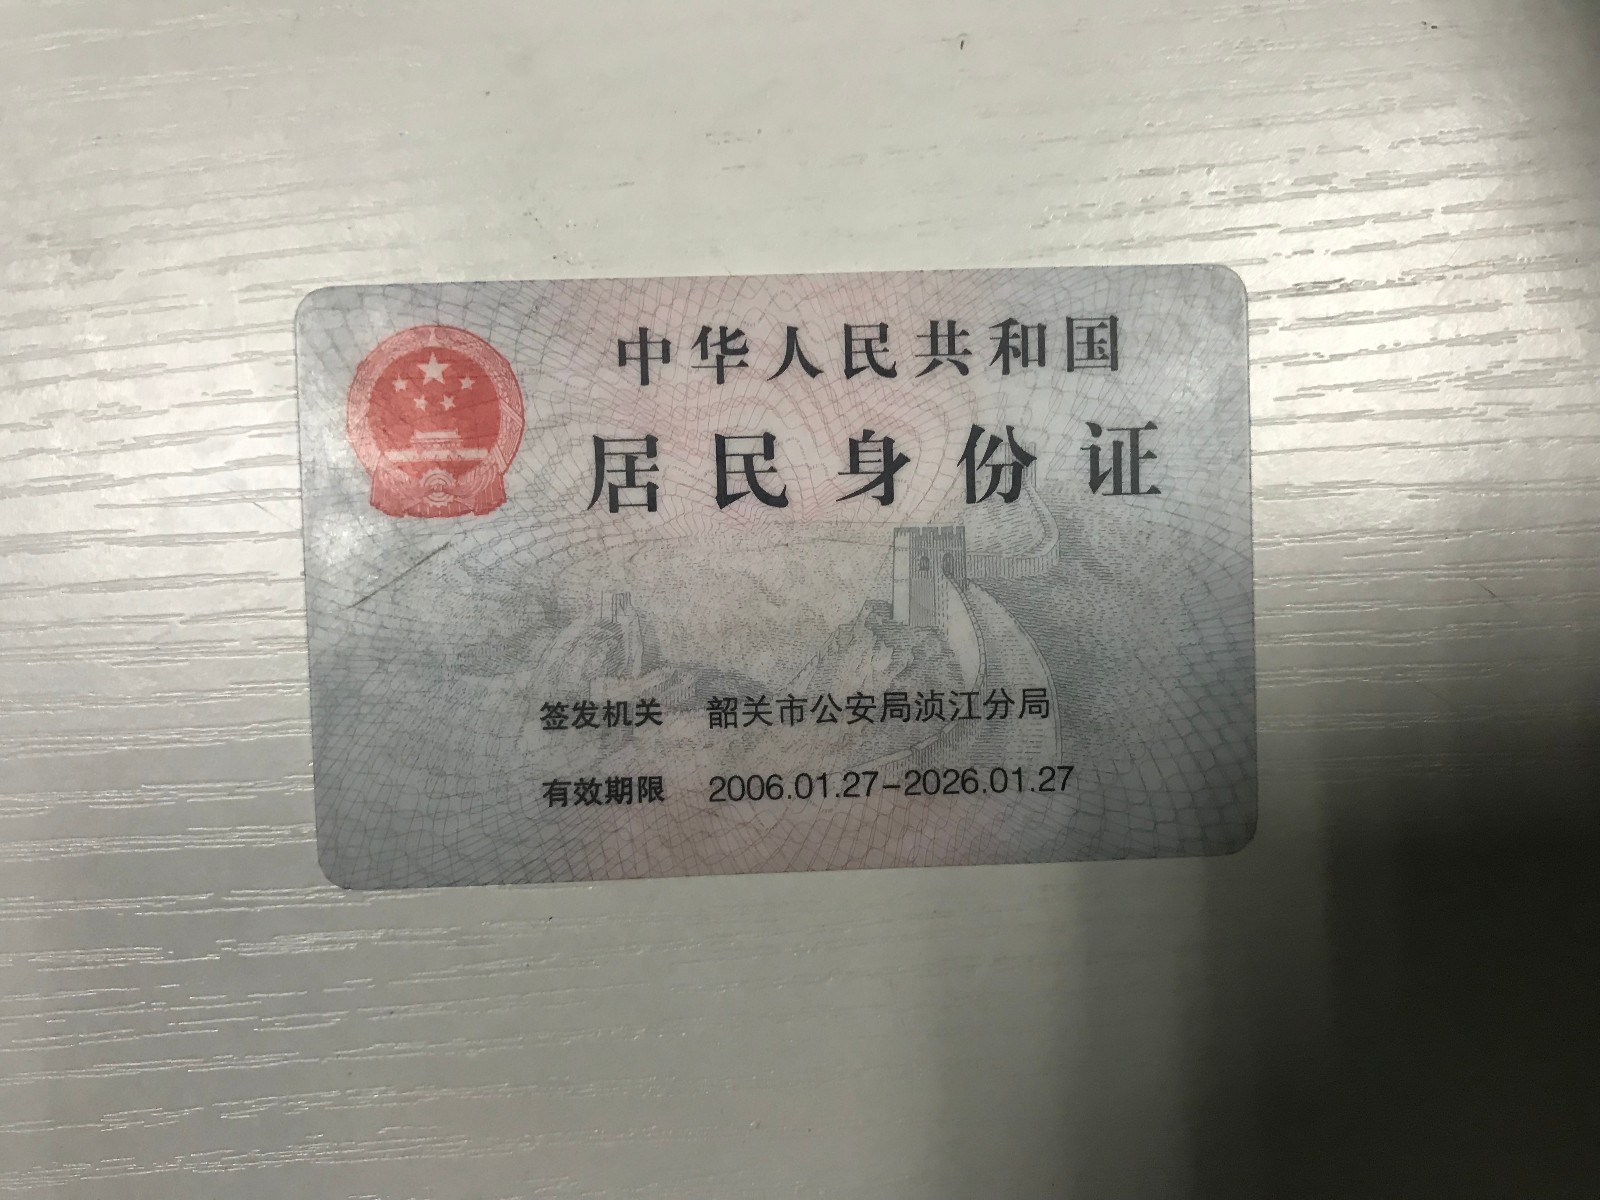 中华人民共和国
居民身份证
签发机关 韶关市公安局浈江分局
有效期限 2006.01.27-2026.01.27